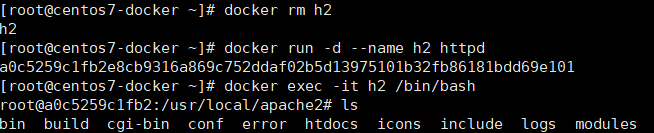 [root@centos7-docker ~]# docker rm h2
h2
[root@centos7-docker ~]# docker run -d --name h2 httpd
a0c5259c1fb2e8cb9316a869c752ddaf02b5d13975101b32fb86181bdd69e101
[root@centos7-docker ~]# docker exec -it h2 /bin/bash
root@a0c5259c1fb2:/usr/local/apache2# ls
bin  build  cgi-bin  conf  error  htdocs  icons  include  logs  modules